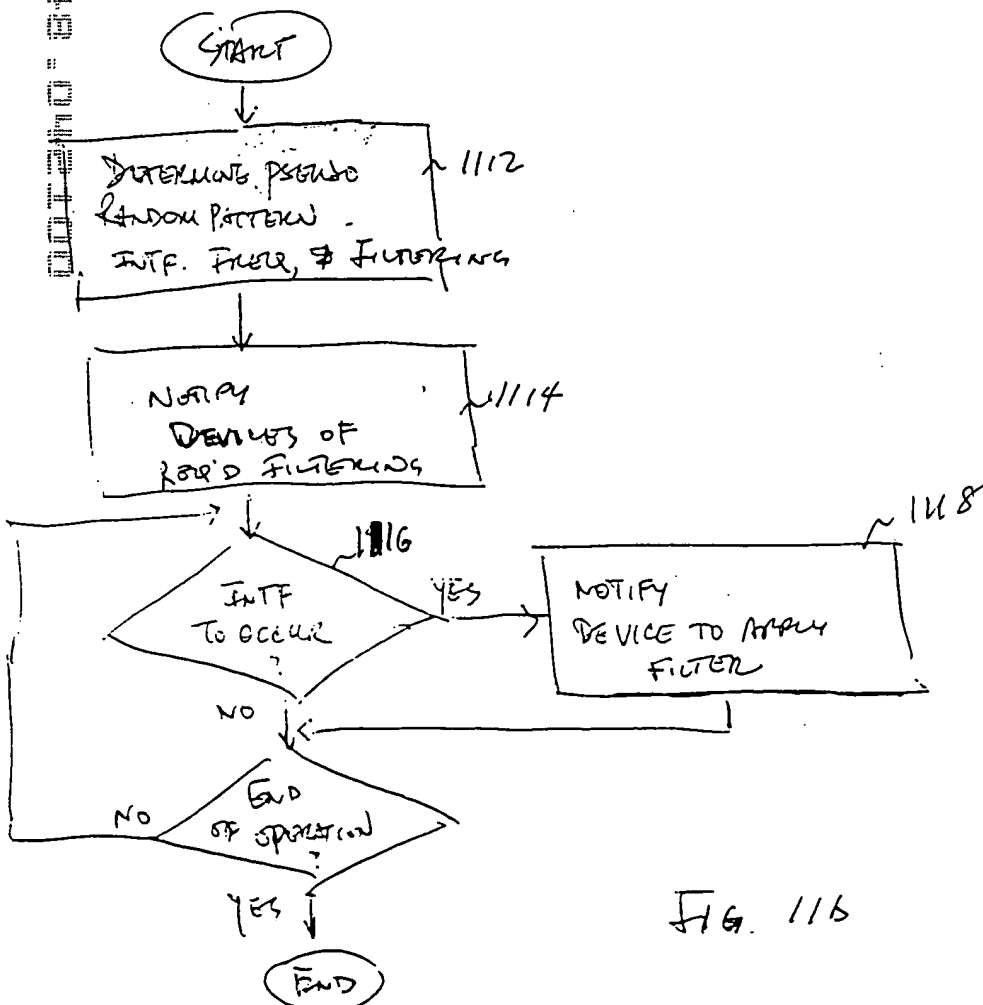 START
DETERMINE PSEUDO
RANDOM PATTERN
INTF. FREQ, & FILTERING
1112
NOTIFY
DEVICES OF
REQ'D FILTERING
1114
INTF
TO OCCUR
?
1116
YES
NOTIFY
DEVICE TO APPLY
FILTER
1118
NO
END
OF OPERATION
?
NO
YES
END
FIG. 11b